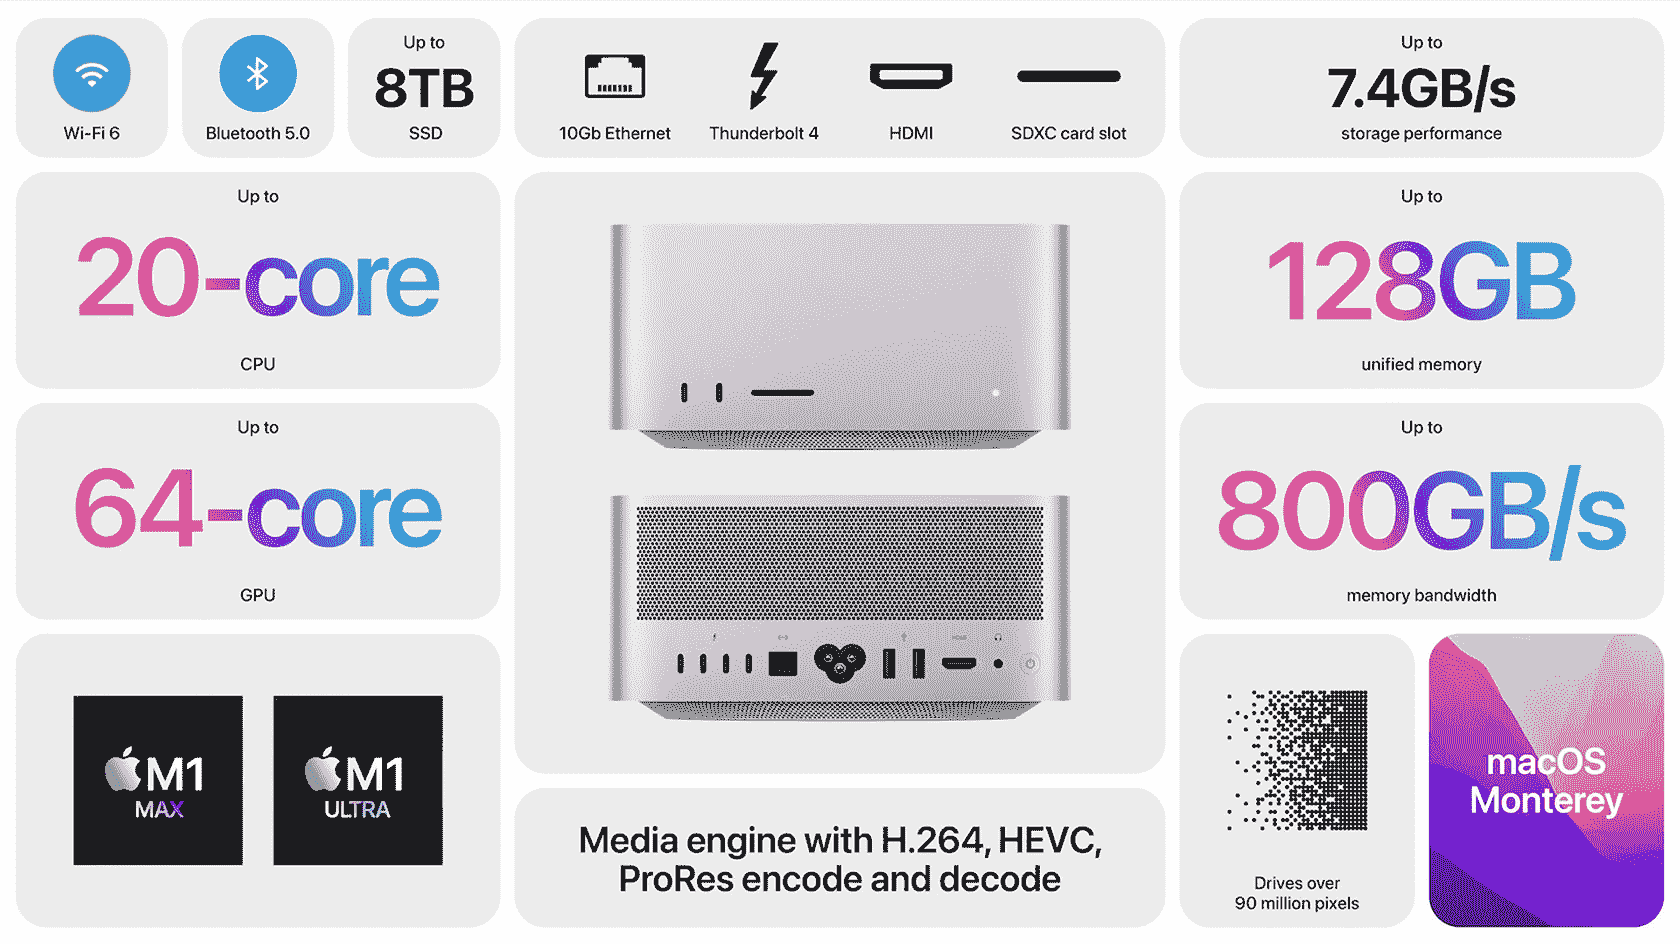 Wi-Fi 6
Bluetooth 5.0
Up to
8TB
SSD
10Gb Ethernet
Thunderbolt 4
HDMI
SDXC card slot
Up to
7.4GB/s
storage performance
Up to
20-core
CPU
Up to
128GB
unified memory
Up to
64-core
GPU
HDMI
Up to
800GB/s
memory bandwidth
M1
MAX
M1
ULTRA
Media engine with H.264, HEVC,
ProRes encode and decode
Drives over
90 million pixels
macOS
Monterey